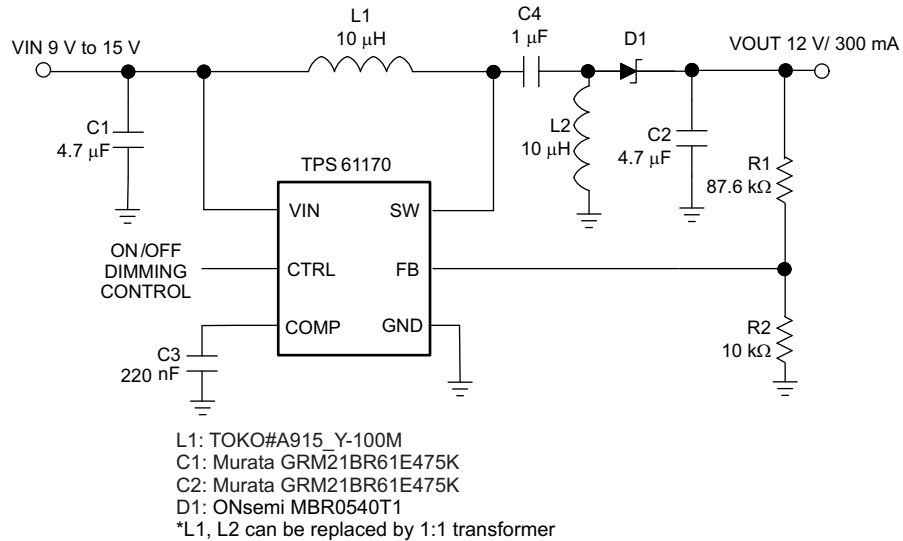 L1
10 μH
C4
1 μF
D1
VIN 9 V to 15 V
VOUT 12 V/ 300 mA
C1
4.7 μF
L2
10 μH
C2
4.7 μF
R1
87.6 kΩ
TPS61170
VIN
SW
ON/OFF
DIMMING
CONTROL
CTRL
FB
COMP
GND
C3
220 nF
R2
10 kΩ
L1: TOKO#A915_Y-100M
C1: Murata GRM21BR61E475K
C2: Murata GRM21BR61E475K
D1: ONsemi MBR0540T1
*L1, L2 can be replaced by 1:1 transformer